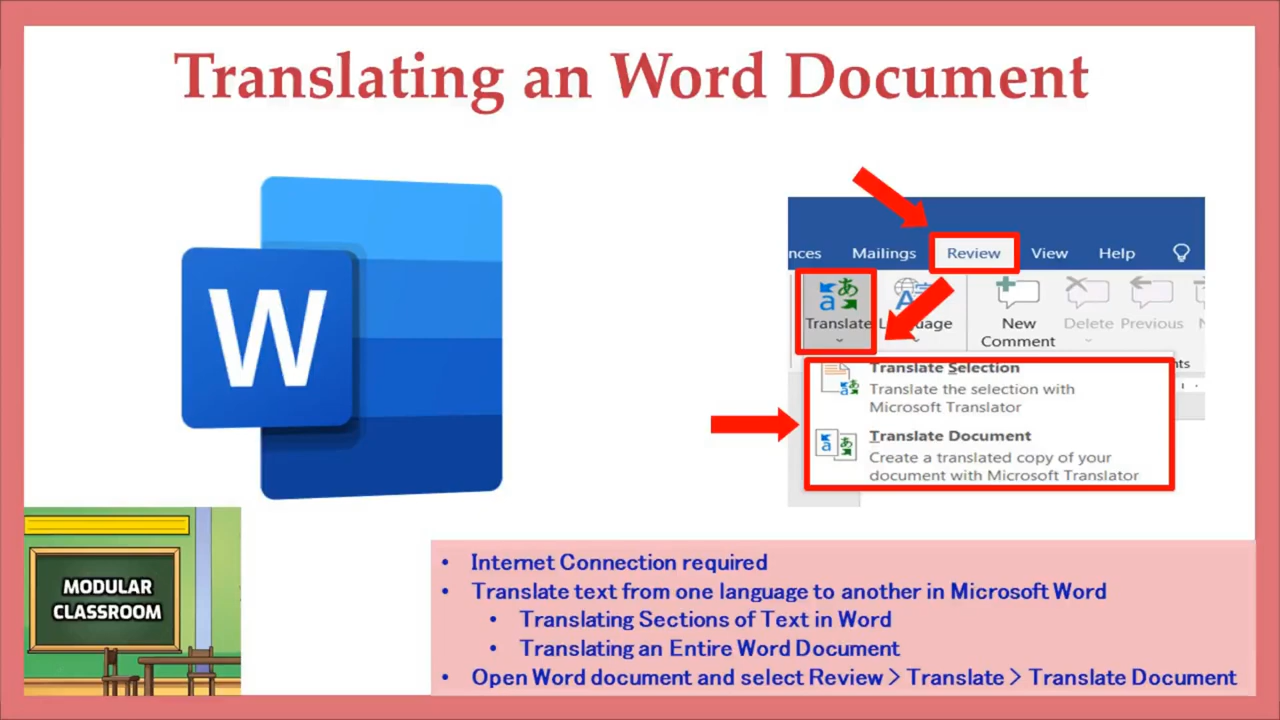 Translating an Word Document
W
nces Mailings Review View Help
Translate Language New Comment Delete Previous
Translate Selection
Translate the selection with
Microsoft Translator
Translate Document
Create a translated copy of your
document with Microsoft Translator
MODULAR
CLASSROOM
• Internet Connection required
• Translate text from one language to another in Microsoft Word
• Translating Sections of Text in Word
• Translating an Entire Word Document
• Open Word document and select Review > Translate > Translate Document